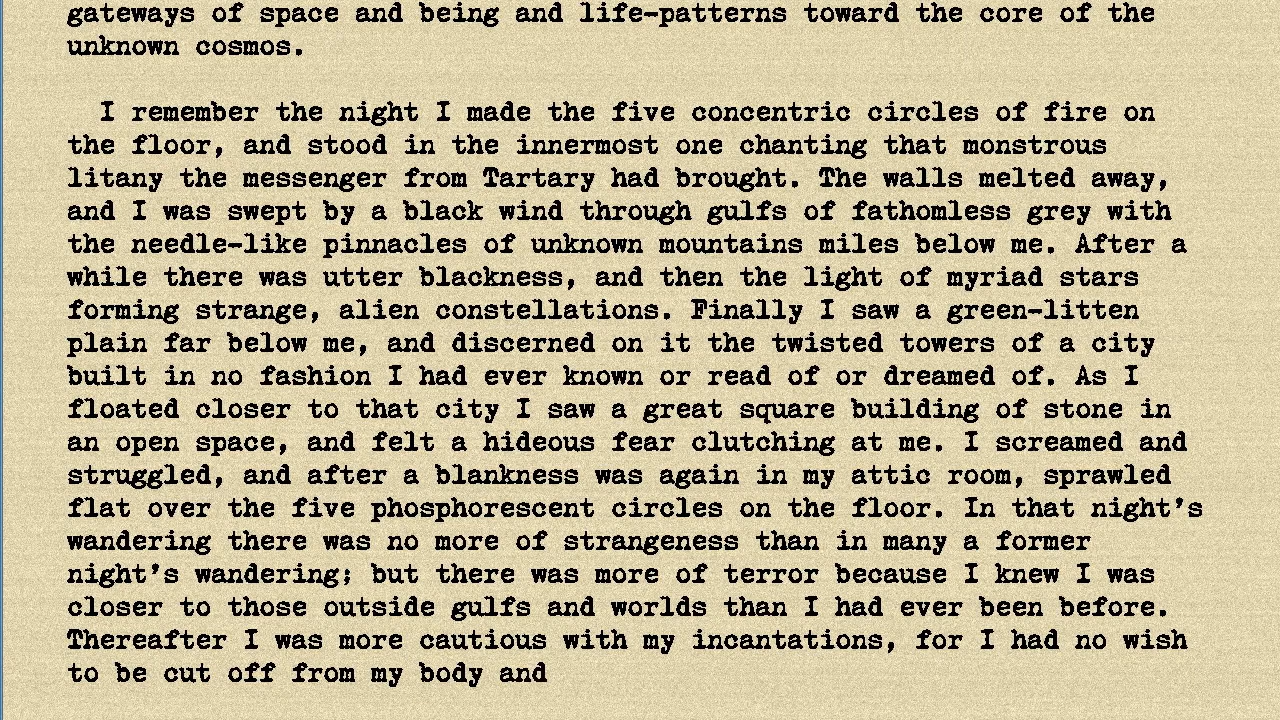 gateways of space and being and life-patterns toward the core of the
unknown cosmos.
I remember the night I made the five concentric circles of fire on
the floor, and stood in the innermost one chanting that monstrous
litany the messenger from Tartary had brought. The walls melted away,
and I was swept by a black wind through gulfs of fathomless grey with
the needle-like pinnacles of unknown mountains miles below me. After a
while there was utter blackness, and then the light of myriad stars
forming strange, alien constellations. Finally I saw a green-litten
plain far below me, and discerned on it the twisted towers of a city
built in no fashion I had ever known or read of or dreamed of. As I
floated closer to that city I saw a great square building of stone in
an open space, and felt a hideous fear clutching at me. I screamed and
struggled, and after a blankness was again in my attic room, sprawled
flat over the five phosphorescent circles on the floor. In that night's
wandering there was no more of strangeness than in many a former
night's wandering; but there was more of terror because I knew I was
closer to those outside gulfs and worlds than I had ever been before.
Thereafter I was more cautious with my incantations, for I had no wish
to be cut off from my body and